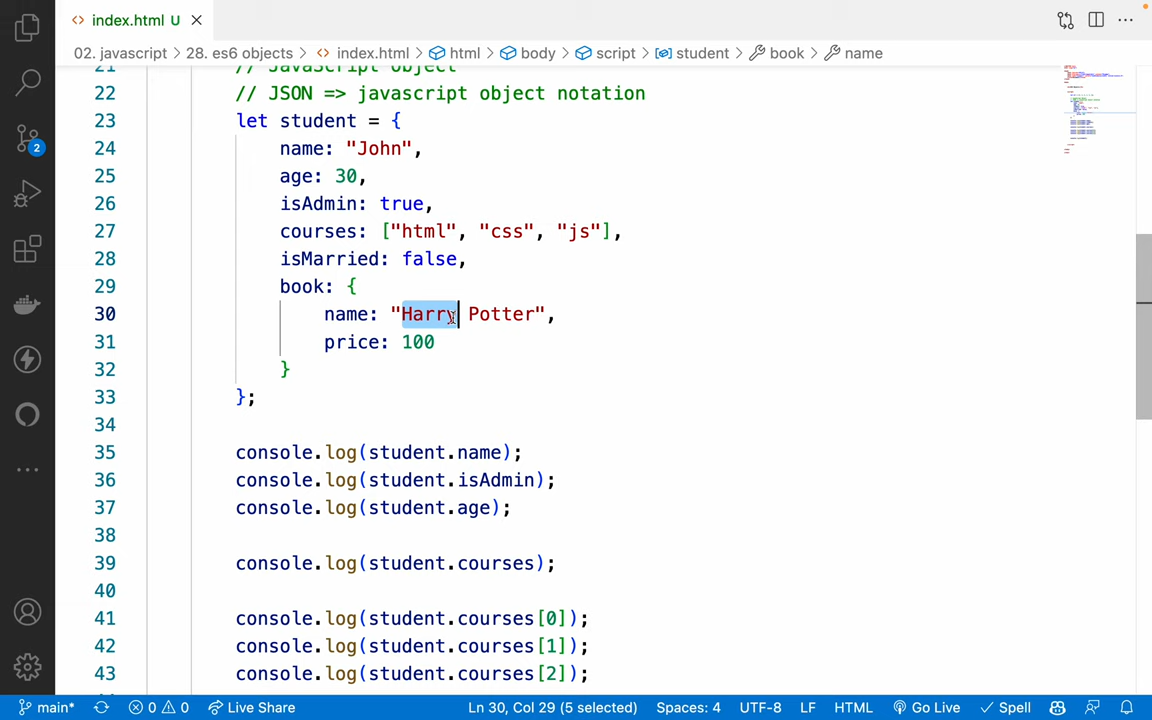 index.html U
02. javascript > 28. es6 objects > index.html > html > body > script > student > book > name
21 // JavaScript Object
22 // JSON => javascript object notation
23 let student = {
24 name: "John",
25 age: 30,
26 isAdmin: true,
27 courses: ["html", "css", "js"],
28 isMarried: false,
29 book: {
30 name: "Harry Potter",
31 price: 100
32 }
33 };
34
35 console.log(student.name);
36 console.log(student.isAdmin);
37 console.log(student.age);
38
39 console.log(student.courses);
40
41 console.log(student.courses[0]);
42 console.log(student.courses[1]);
43 console.log(student.courses[2]);
2
main* 0 0 Live Share Ln 30, Col 29 (5 selected) Spaces: 4 UTF-8 LF HTML Go Live Spell